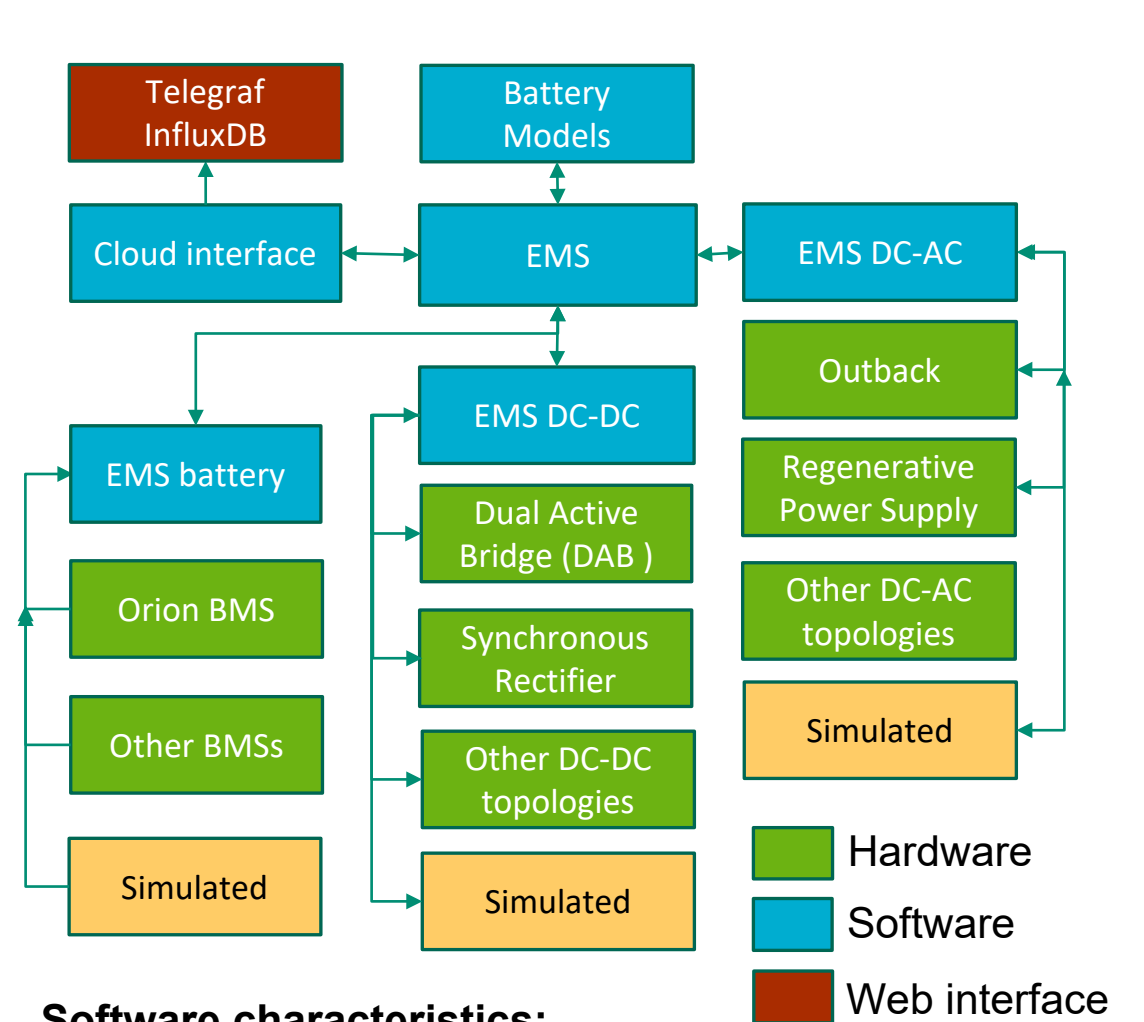 Telegraf
InfluxDB
Battery
Models
Cloud interface
EMS
EMS DC-AC
Outback
EMS DC-DC
EMS battery
Regenerative
Power Supply
Dual Active
Bridge (DAB )
Orion BMS
Other DC-AC
topologies
Synchronous
Rectifier
Other BMSs
Simulated
Other DC-DC
topologies
Simulated
Simulated
Hardware
Software
Web interface
Software characteristics: